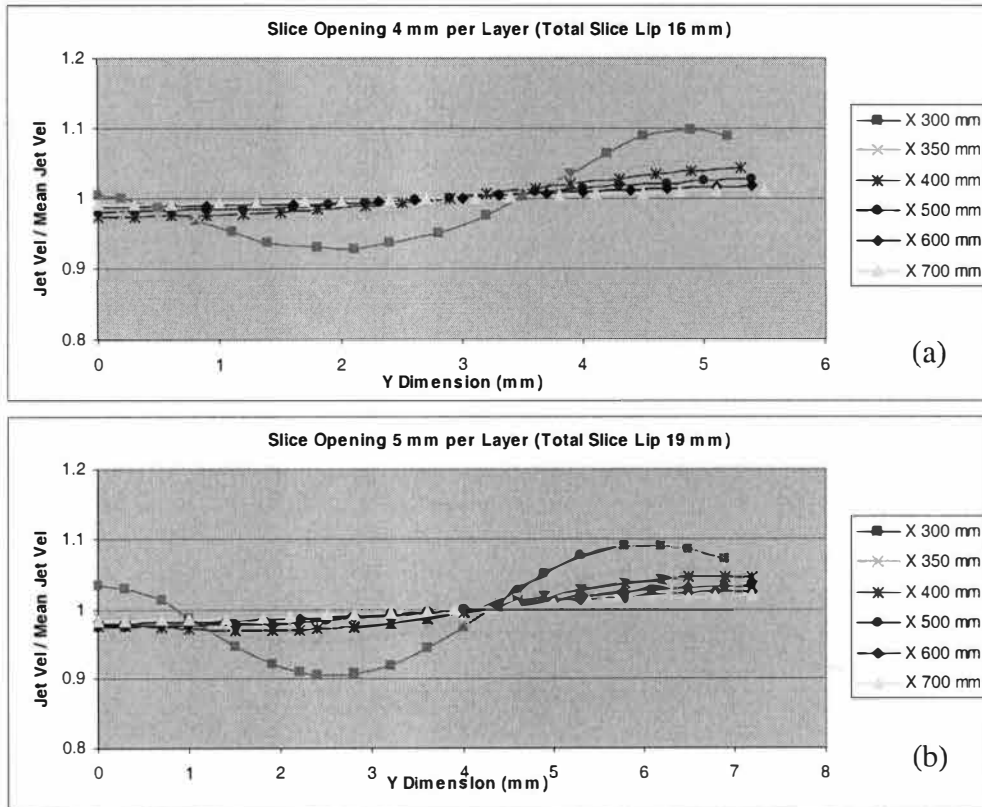 Slice Opening 4 mm per Layer (Total Slice Lip 16 mm)
Jet Vel / Mean Jet Vel
1.2
1.1
1
0.9
0.8
0
1
2
3
4
5
6
Y Dimension (mm)
X 300 mm
X 350 mm
X 400 mm
X 500 mm
X 600 mm
X 700 mm
(a)
Slice Opening 5 mm per Layer (Total Slice Lip 19 mm)
Jet Vel / Mean Jet Vel
1.2
1.1
1
0.9
0.8
0
1
2
3
4
5
6
7
8
Y Dimension (mm)
X 300 mm
X 350 mm
X 400 mm
X 500 mm
X 600 mm
X 700 mm
(b)